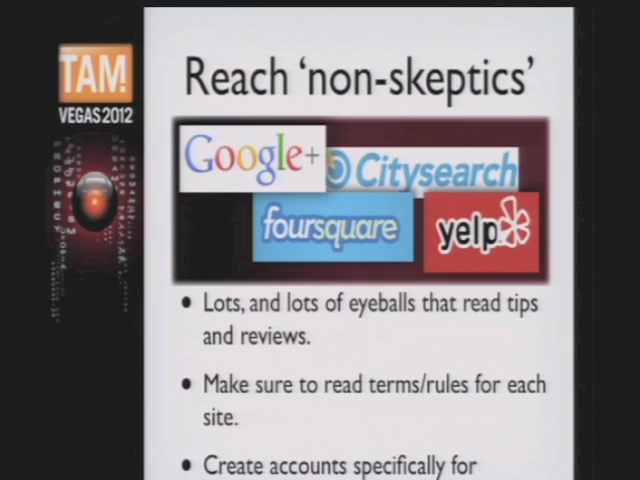 TAM!
VEGAS 2012
Reach ‘non-skeptics’
Google+
Citysearch
foursquare
yelp
• Lots, and lots of eyeballs that read tips
and reviews.
• Make sure to read terms/rules for each
site.
• Create accounts specifically for